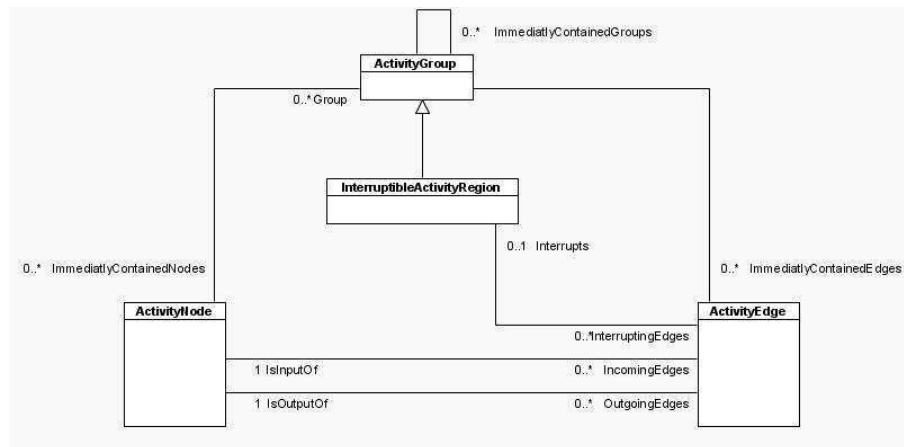 0..* ImmediatlyContainedGroups
ActivityGroup
0..* Group
InterruptibleActivityRegion
0..1 Interrupts
0..* ImmediatlyContainedNodes
0..* ImmediatlyContainedEdges
ActivityNode
ActivityEdge
0..*InterruptingEdges
1 IsInputOf
0..* IncomingEdges
1 IsOutputOf
0..* OutgoingEdges